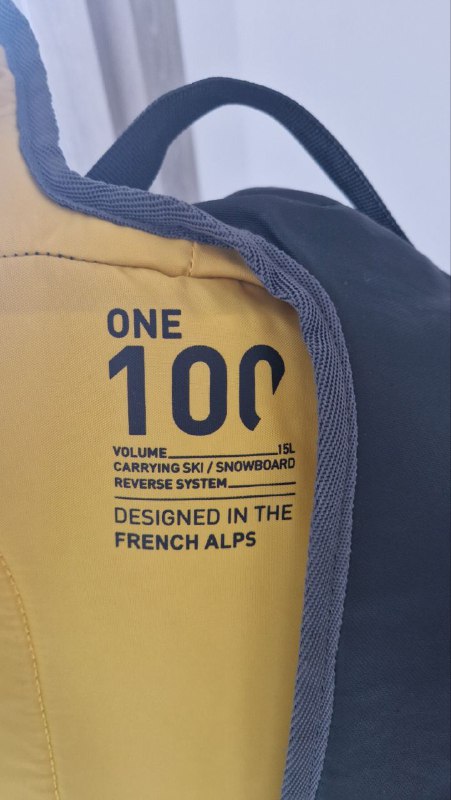 ONE
100
VOLUME 15L
CARRYING SKI / SNOWBOARD
REVERSE SYSTEM
DESIGNED IN THE
FRENCH ALPS